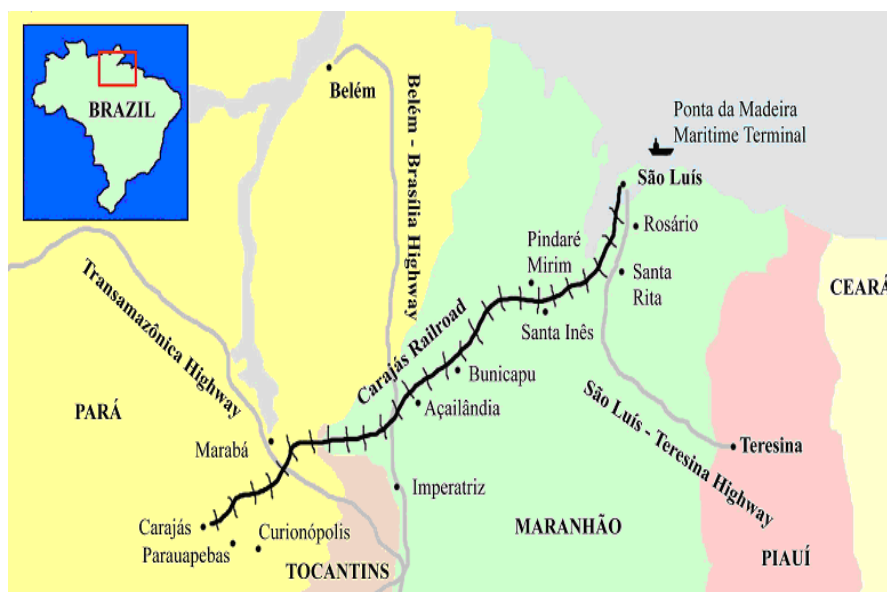 BRAZIL
Belém
Belém - Brasília Highway
Ponta da Madeira
Maritime Terminal
São Luís
Rosário
Pindaré
Mirim
Santa
Rita
Santa Inês
CEARÁ
Transamazônica Highway
Carajás Railroad
Bunicapu
Açailândia
São Luís - Teresina Highway
PARÁ
Marabá
Teresina
Imperatriz
MARANHÃO
Carajás
Parauapebas
Curionópolis
TOCANTINS
PIAUÍ